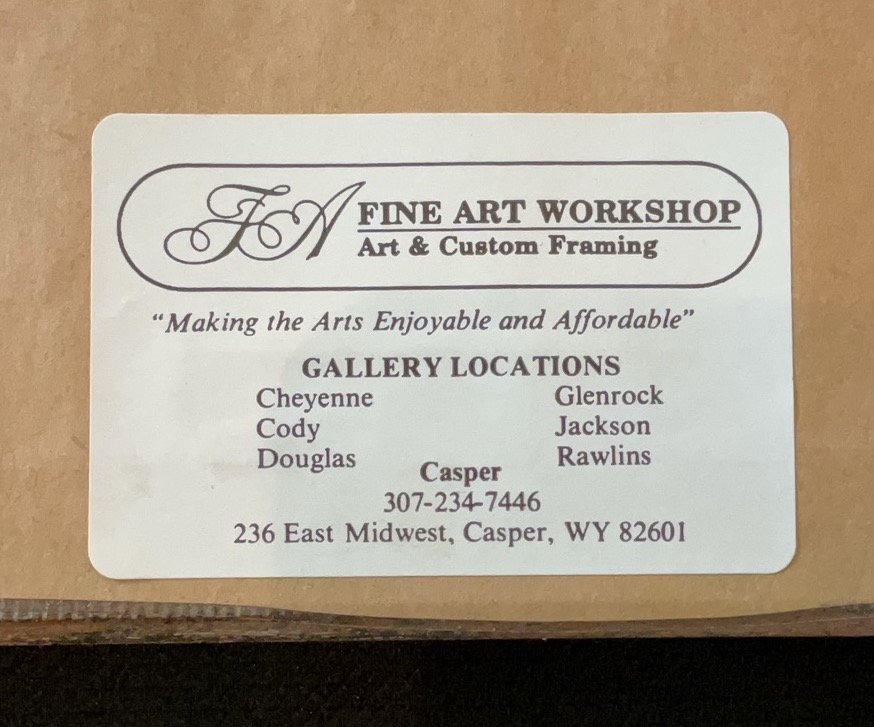 FA FINE ART WORKSHOP
Art & Custom Framing
“Making the Arts Enjoyable and Affordable”
GALLERY LOCATIONS
Cheyenne Glenrock
Cody Jackson
Douglas Rawlins
Casper
307-234-7446
236 East Midwest, Casper, WY 82601